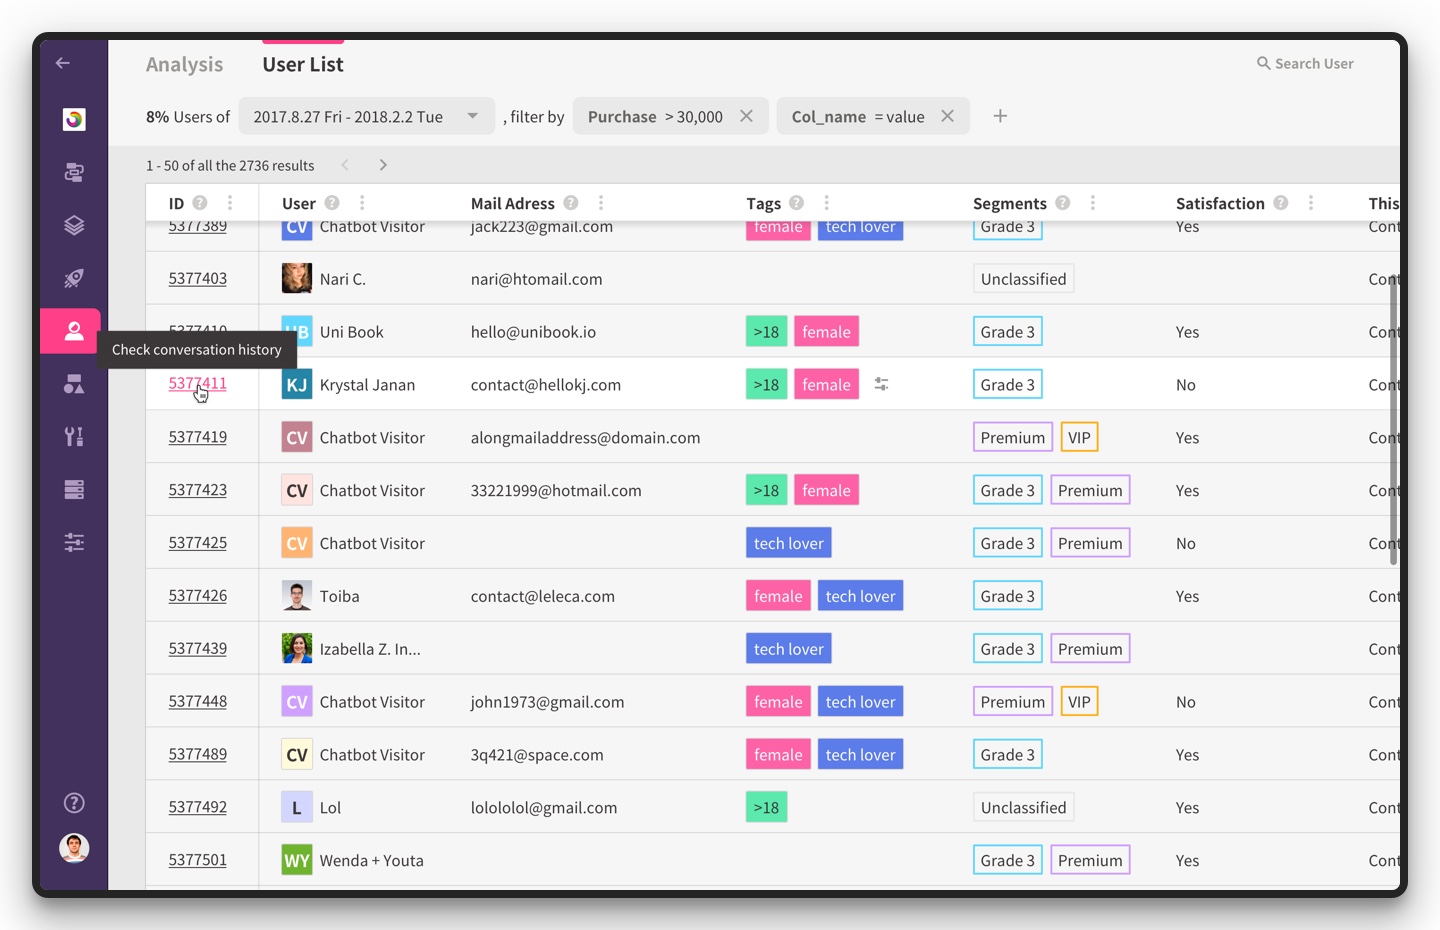 Analysis User List Search User
8% Users of 2017.8.27 Fri - 2018.2.2 Tue , filter by Purchase > 30,000 Col_name = value
1 - 50 of all the 2736 results
ID User Mail Adress Tags Segments Satisfaction This
5377389 CV Chatbot Visitor jack223@gmail.com female tech lover Grade 3 Yes Cont
5377403 Nari C. nari@htomail.com Unclassified Cont
5377410 UB Uni Book hello@unibook.io >18 female Grade 3 Yes Cont
Check conversation history
5377411 KJ Krystal Janan contact@hellokj.com >18 female Grade 3 No Cont
5377419 CV Chatbot Visitor alongmailaddress@domain.com Premium VIP Yes Cont
5377423 CV Chatbot Visitor 33221999@hotmail.com >18 female Grade 3 Premium Yes Cont
5377425 CV Chatbot Visitor tech lover Grade 3 Premium No Cont
5377426 Toiba contact@leleca.com female tech lover Grade 3 Yes Cont
5377439 Izabella Z. In... tech lover Grade 3 Premium Cont
5377448 CV Chatbot Visitor john1973@gmail.com female tech lover Premium VIP No Cont
5377489 CV Chatbot Visitor 3q421@space.com female tech lover Grade 3 Yes Cont
5377492 L Lol lolololol@gmail.com >18 Unclassified Yes Cont
5377501 WY Wenda + Youta Grade 3 Premium Yes Cont